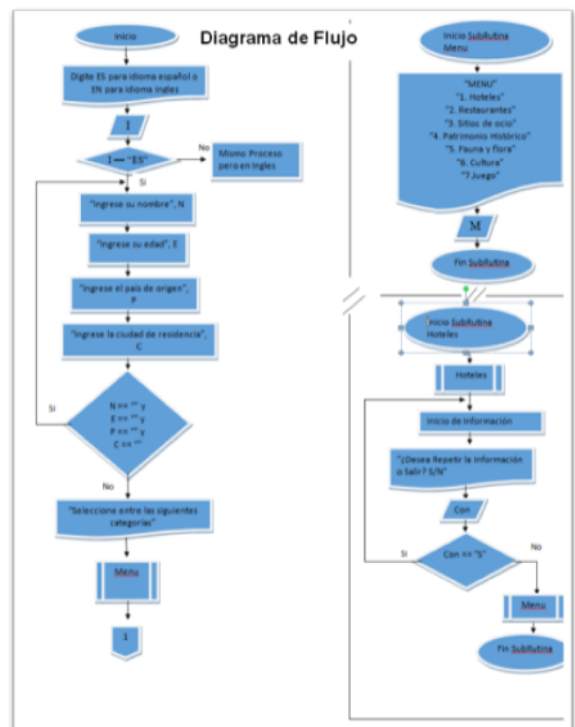 Diagrama de Flujo
Inicio
Digite ES para idioma español o
EN para idioma ingles
I
I == "ES"
No
Mismo Proceso
pero en Ingles
Si
"Ingrese su nombre", N
"Ingrese su edad", E
"Ingrese el país de origen",
P
"Ingrese la ciudad de residencia",
C
Si
N == "" y
E == "" y
P == "" y
C == ""
No
"Seleccione entre las siguientes
categorías"
Menu
1
Inicio SubRutina
Menu
"MENU"
"1. Hoteles"
"2. Restaurantes"
"3. Sitios de ocio"
"4. Patrimonio Histórico"
"5. Fauna y flora"
"6. Cultura"
"7.Juego"
M
Fin SubRutina
Inicio SubRutina
Hoteles
Hoteles
Inicio de Información
"¿Desea Repetir la Información
o Salir? S/N"
Con
Si
Con == "S"
No
Menu
Fin SubRutina